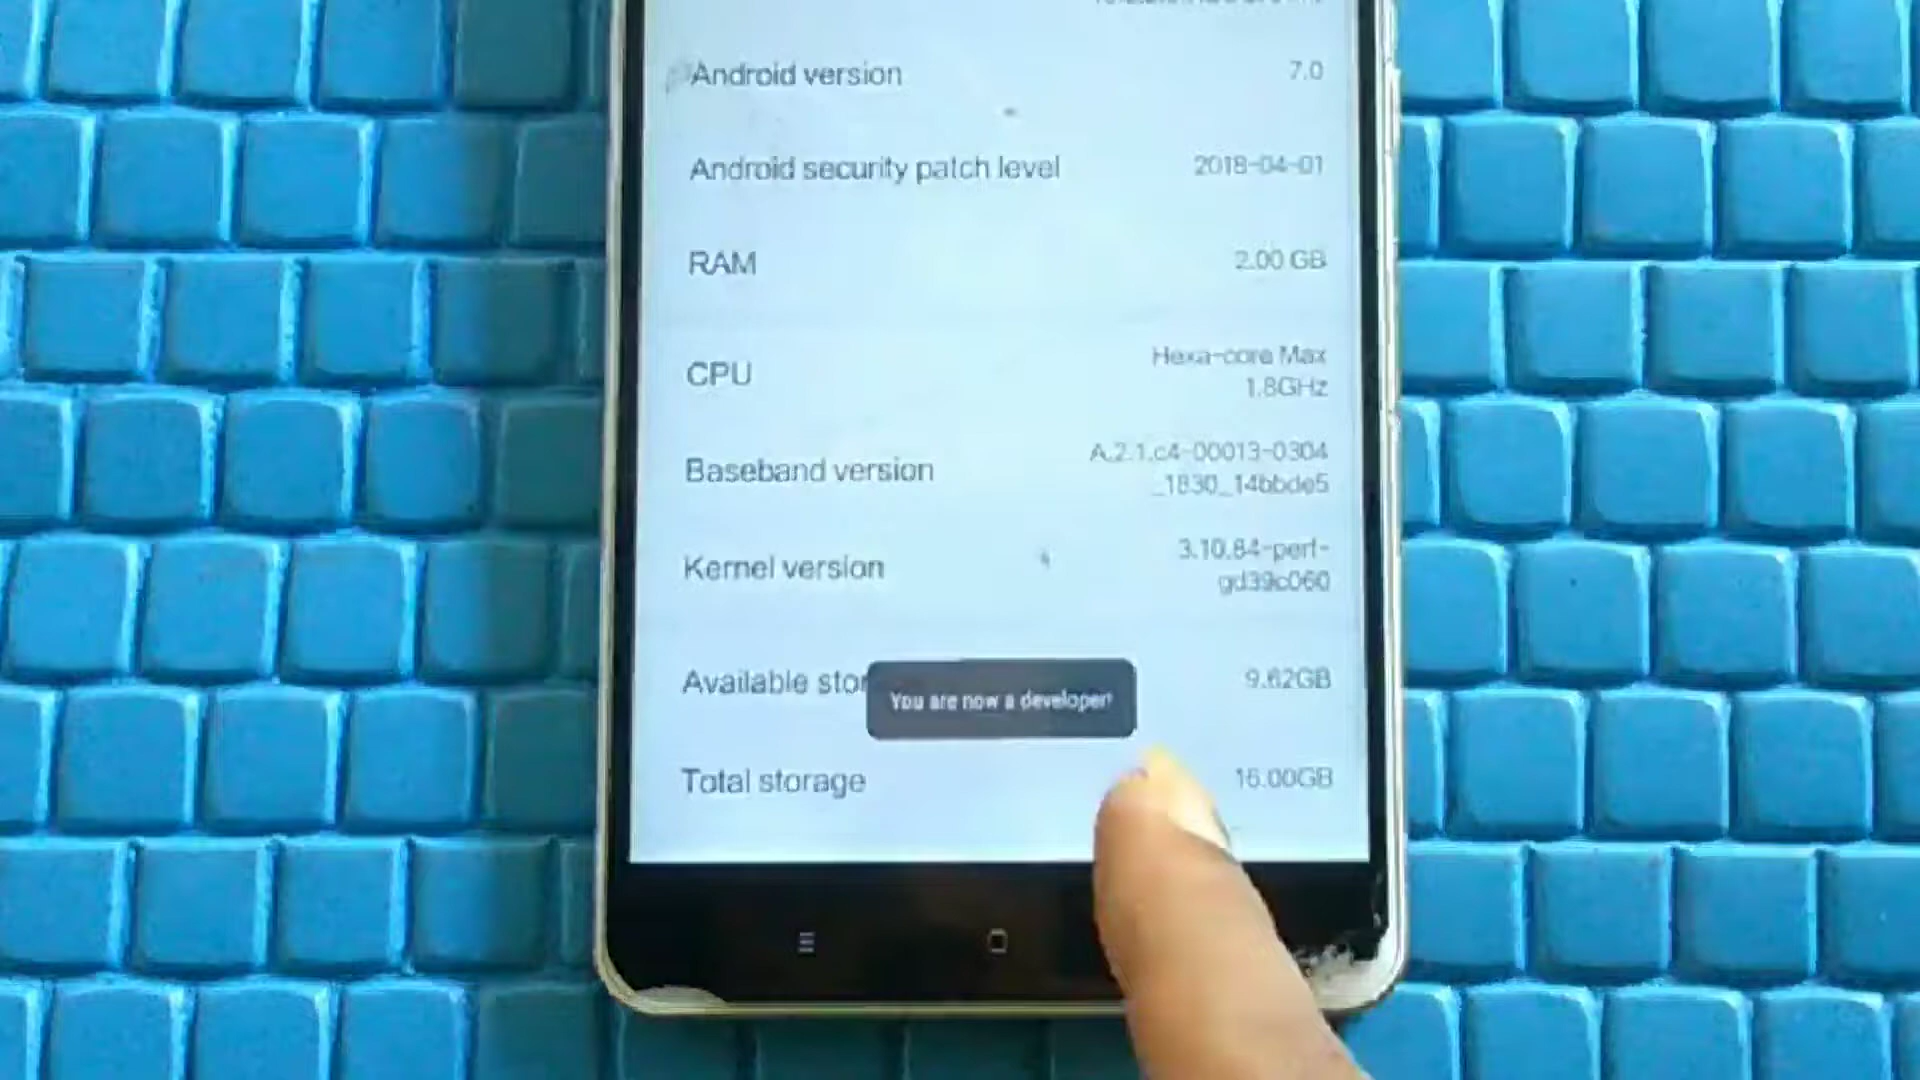 Android version 7.0
Android security patch level 2018-04-01
RAM 2.00 GB
CPU Hexa-core Max
1.8GHz
Baseband version A.2.1.c4-00013-0304
_1830_14bbde5
Kernel version 3.10.84-perf-
gd39c060
Available stor 9.62GB
You are now a developer!
Total storage 16.00GB